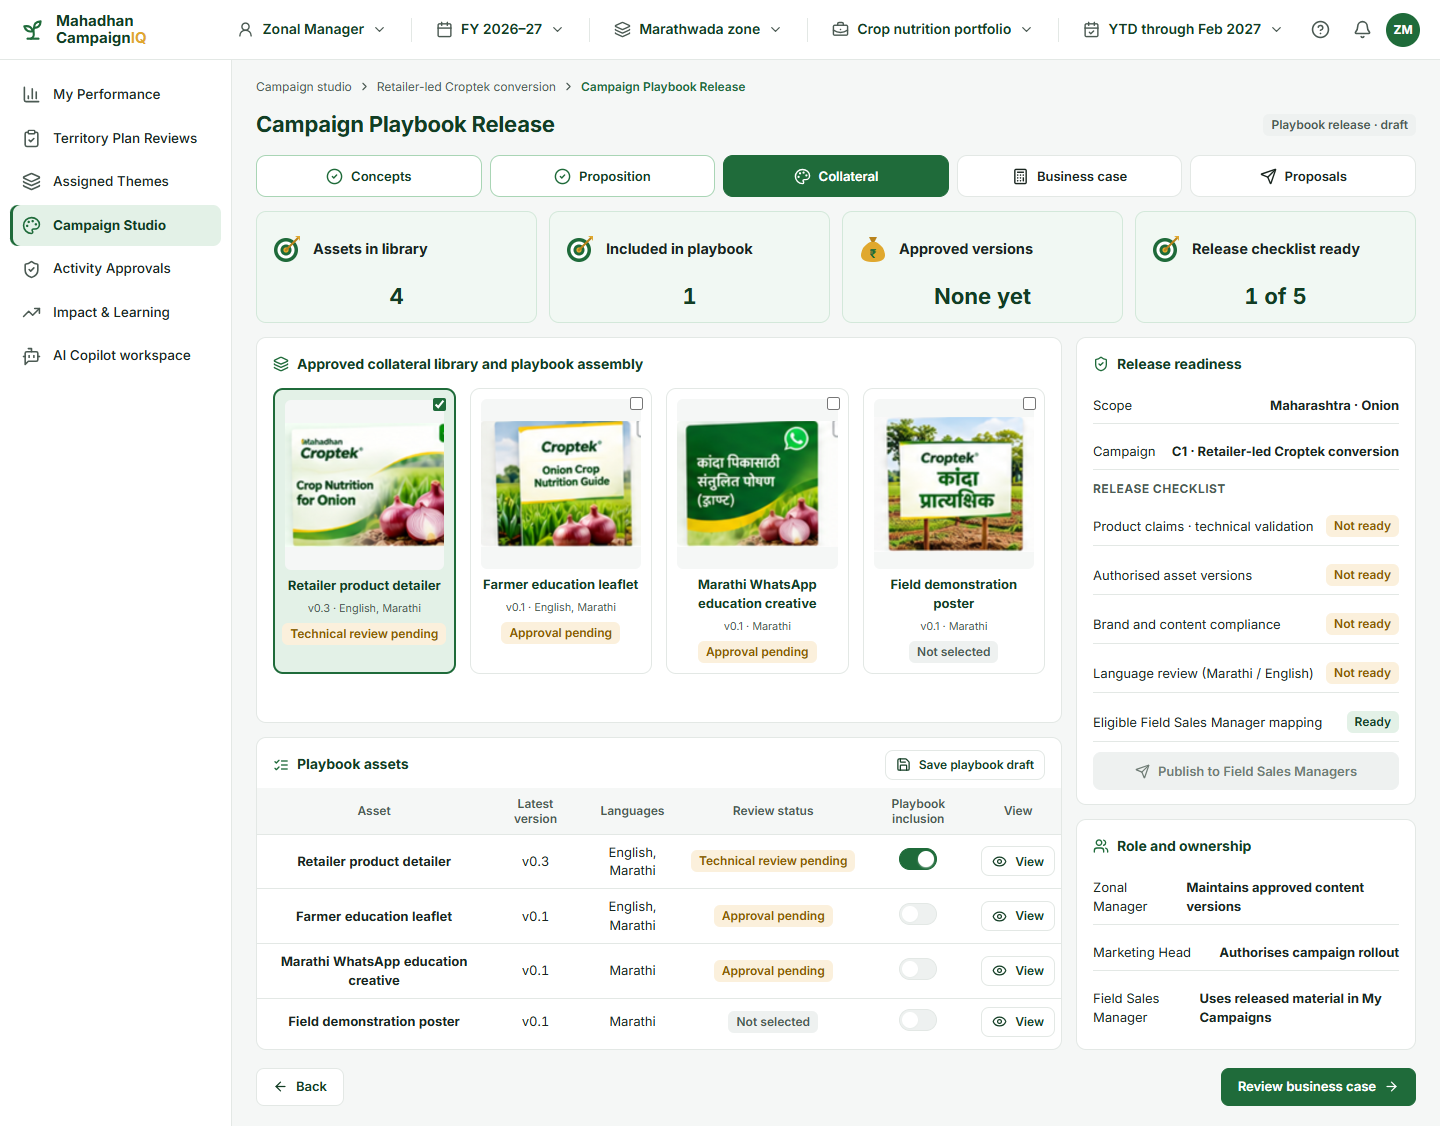 Mahadhan
CampaignIQ
Zonal Manager
FY 2026–27
Marathwada zone
Crop nutrition portfolio
YTD through Feb 2027
ZM
My Performance
Territory Plan Reviews
Assigned Themes
Campaign Studio
Activity Approvals
Impact & Learning
AI Copilot workspace
Campaign studio > Retailer-led Croptek conversion > Campaign Playbook Release
Campaign Playbook Release
Playbook release · draft
Concepts
Proposition
Collateral
Business case
Proposals
Assets in library
4
Included in playbook
1
₹
Approved versions
None yet
Release checklist ready
1 of 5
Approved collateral library and playbook assembly
Mahadhan
Croptek®
Crop Nutrition
for Onion
Retailer product detailer
v0.3 · English, Marathi
Technical review pending
Croptek®
Onion Crop
Nutrition Guide
Farmer education leaflet
v0.1 · English, Marathi
Approval pending
कांदा पिकासाठी
संतुलित पोषण
Marathi WhatsApp
education creative
v0.1 · Marathi
Approval pending
Croptek®
कांदा
प्रात्यक्षिक
Field demonstration
poster
v0.1 · Marathi
Not selected
Playbook assets
Save playbook draft
Asset
Latest
version
Languages
Review status
Playbook
inclusion
View
Retailer product detailer
v0.3
English,
Marathi
Technical review pending
View
Farmer education leaflet
v0.1
English,
Marathi
Approval pending
View
Marathi WhatsApp education
creative
v0.1
Marathi
Approval pending
View
Field demonstration poster
v0.1
Marathi
Not selected
View
Release readiness
Scope
Maharashtra · Onion
Campaign
C1 · Retailer-led Croptek conversion
RELEASE CHECKLIST
Product claims · technical validation
Not ready
Authorised asset versions
Not ready
Brand and content compliance
Not ready
Language review (Marathi / English)
Not ready
Eligible Field Sales Manager mapping
Ready
Publish to Field Sales Managers
Role and ownership
Zonal
Manager
Maintains approved content
versions
Marketing Head
Authorises campaign rollout
Field Sales
Manager
Uses released material in My
Campaigns
Back
Review business case